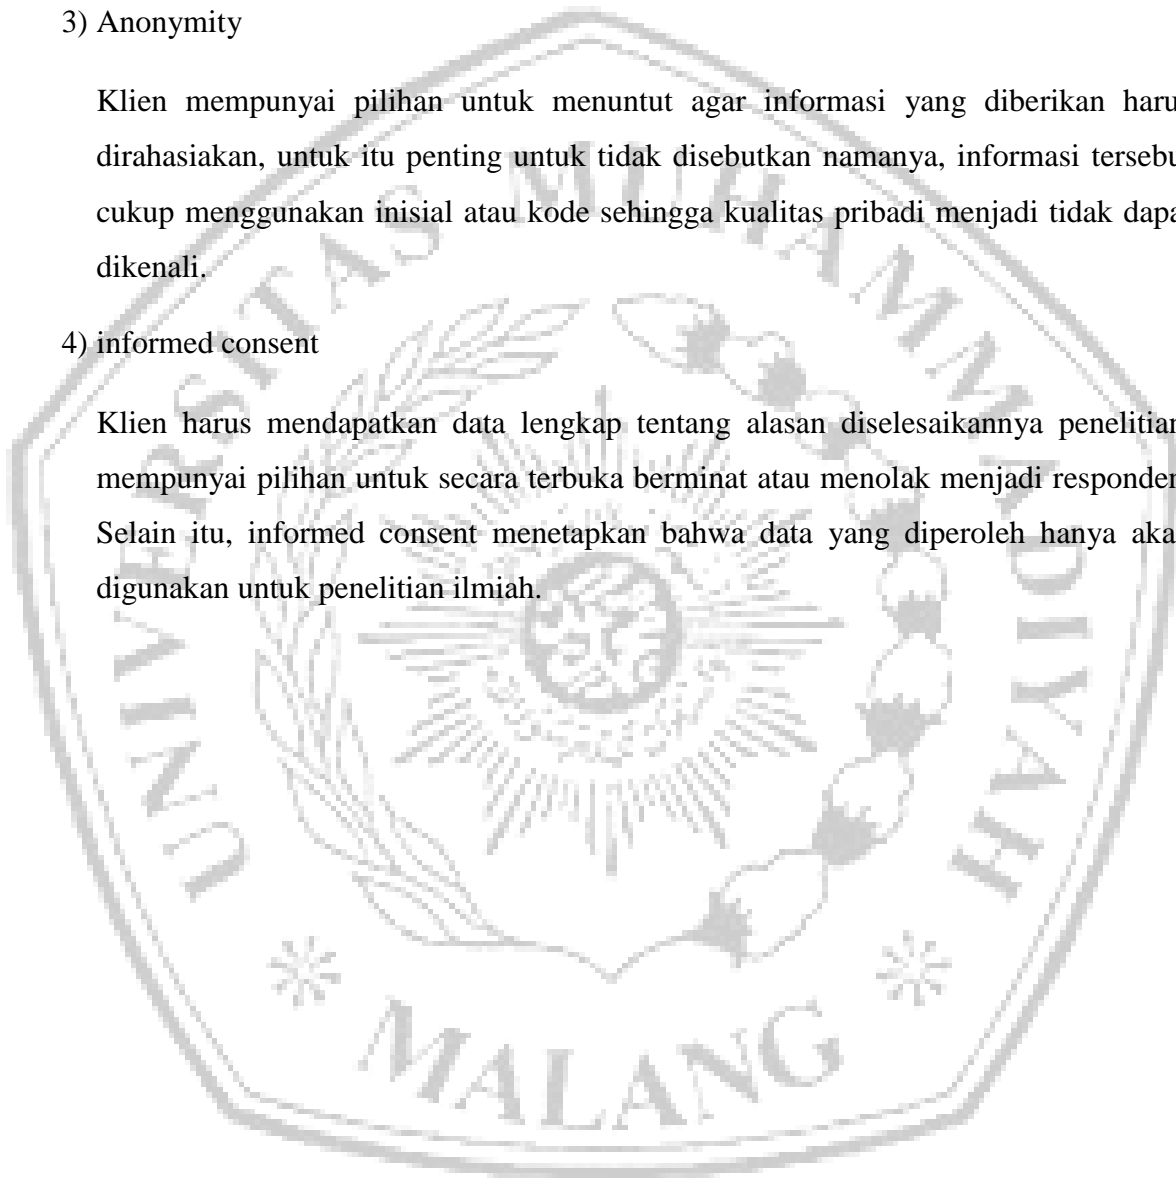 3) Anonymity
Klien mempunyai pilihan untuk menuntut agar informasi yang diberikan haru
dirahasiakan, untuk itu penting untuk tidak disebutkan namanya, informasi tersebu
cukup menggunakan inisial atau kode sehingga kualitas pribadi menjadi tidak dapa
dikenali.
4) informed consent
Klien harus mendapatkan data lengkap tentang alasan diselesaikannya penelitian
mempunyai pilihan untuk secara terbuka berminat atau menolak menjadi responden
Selain itu, informed consent menetapkan bahwa data yang diperoleh hanya aka
digunakan untuk penelitian ilmiah.
UNIVERSITAS MUHAMMADIYAH
MALANG